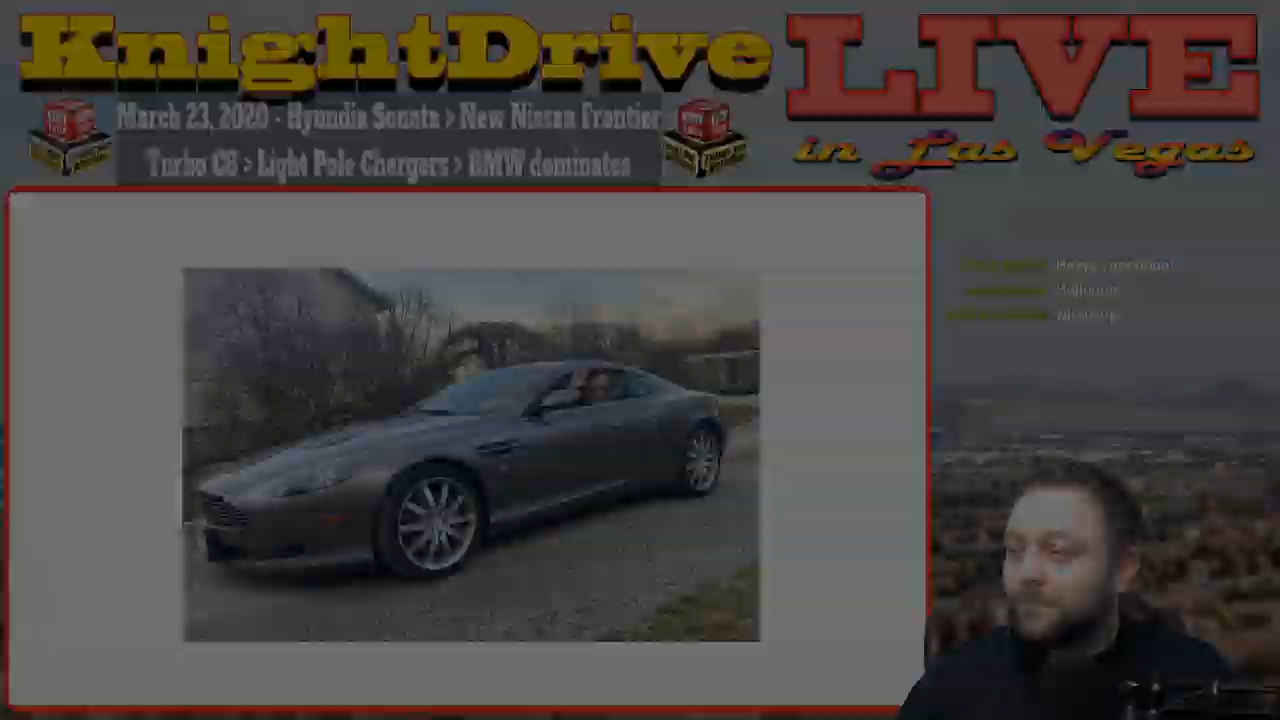 KnightDrive LIVE
in Las Vegas
March 23, 2020 - Hyundia Sonata > New Nissan Frontier
Turbo C8 > Light Pole Chargers > BMW dominates